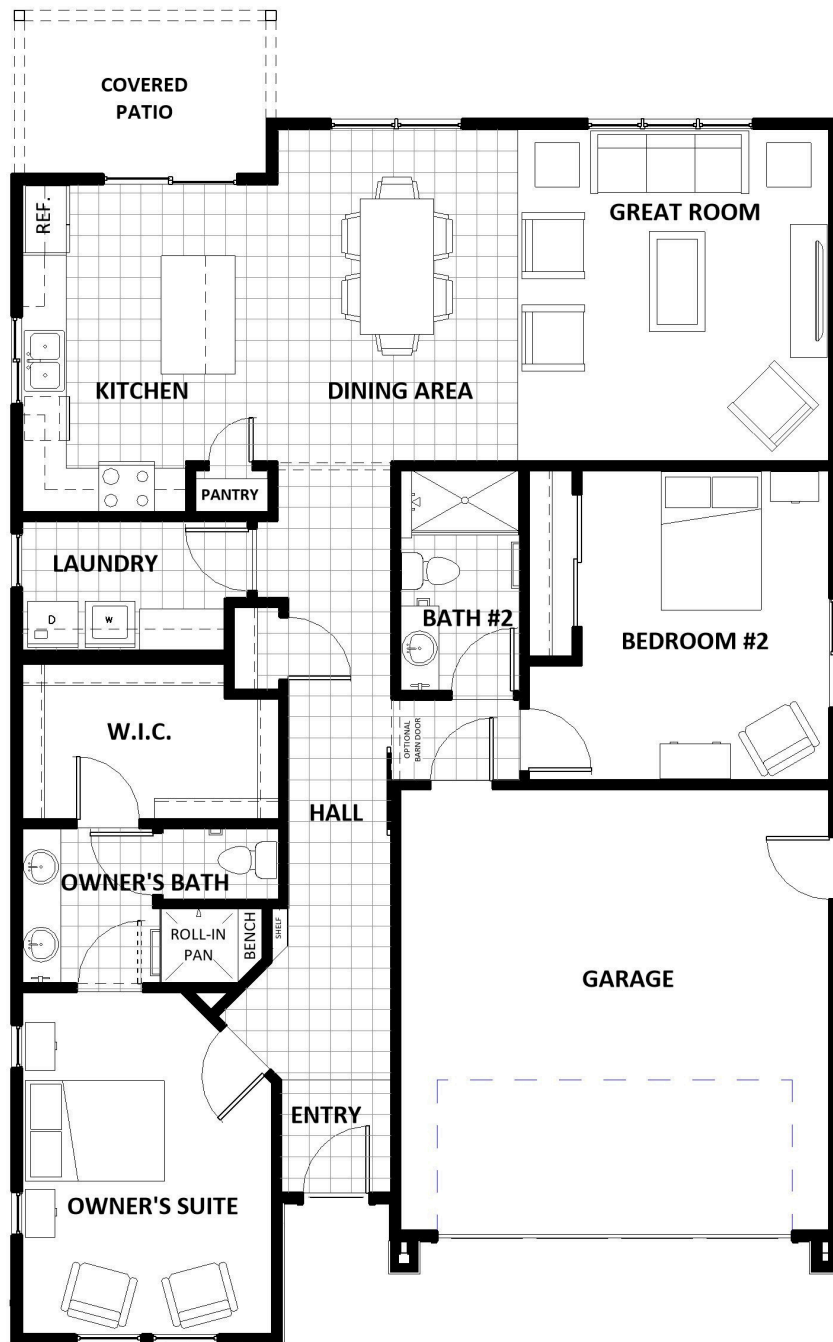 COVERED
PATIO
REF.
GREAT ROOM
KITCHEN
DINING AREA
PANTRY
LAUNDRY
D
W
BATH #2
BEDROOM #2
W.I.C.
OPTIONAL
BARN DOOR
HALL
OWNER'S BATH
ROLL-IN
PAN
BENCH
SHELF
GARAGE
ENTRY
OWNER'S SUITE